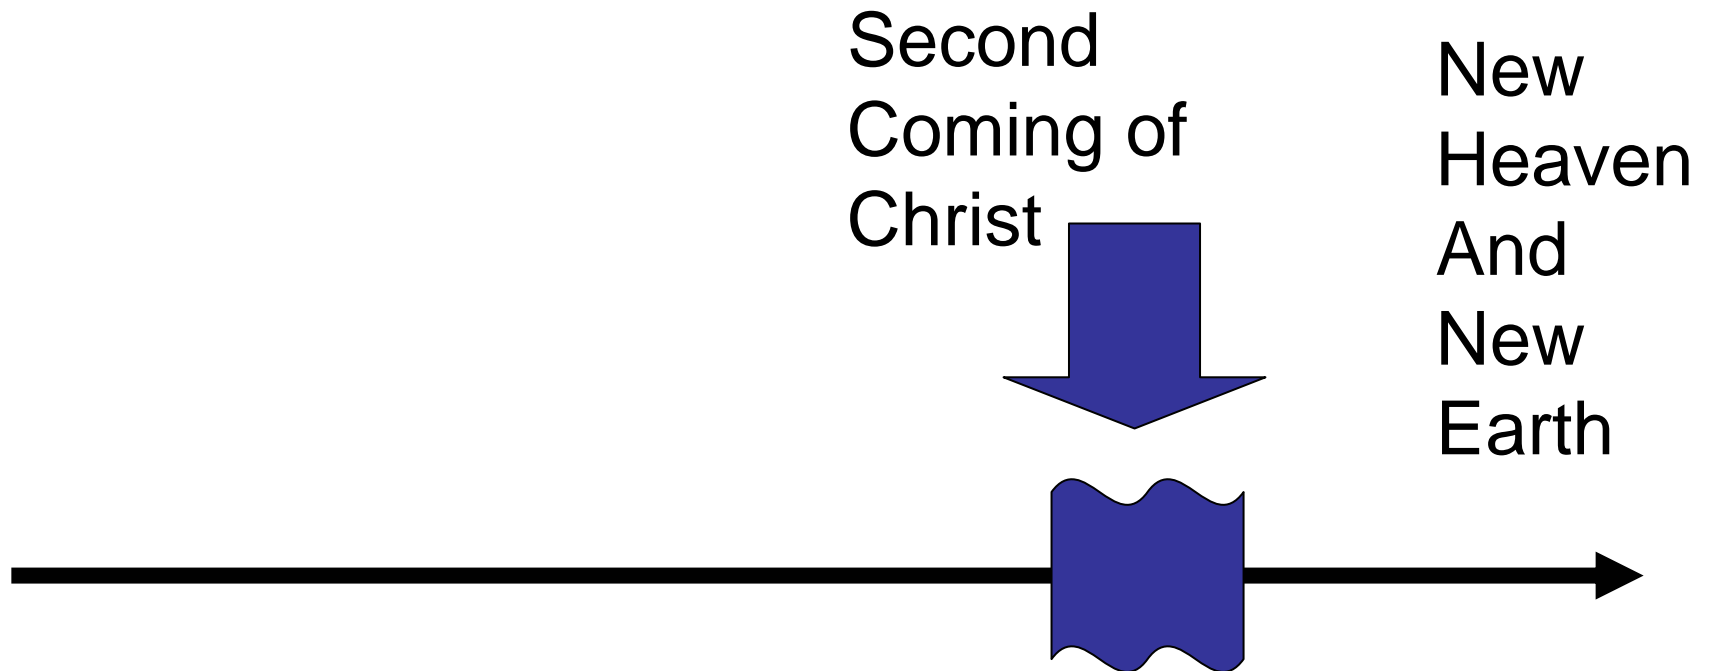 Second
Coming of
Christ
New
Heaven
And
New
Earth